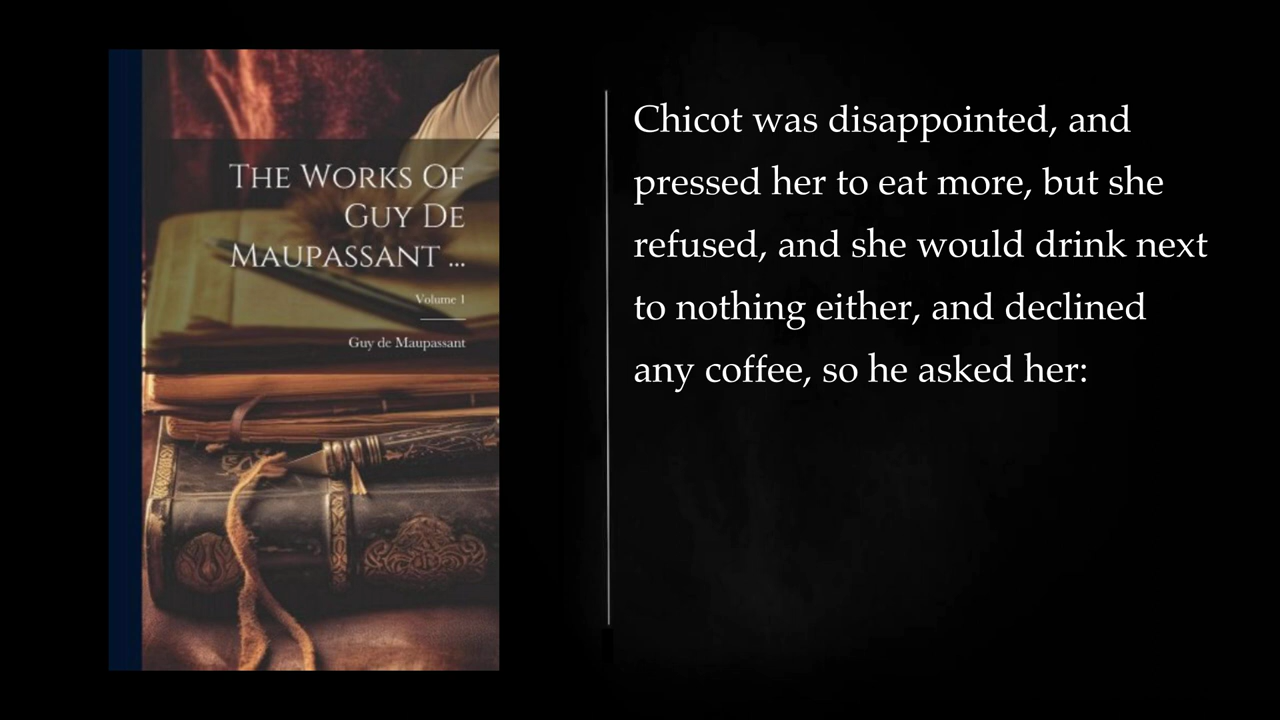 The Works Of
Guy De
Maupassant ...
Volume 1
Guy de Maupassant
Chicot was disappointed, and
pressed her to eat more, but she
refused, and she would drink next
to nothing either, and declined
any coffee, so he asked her: